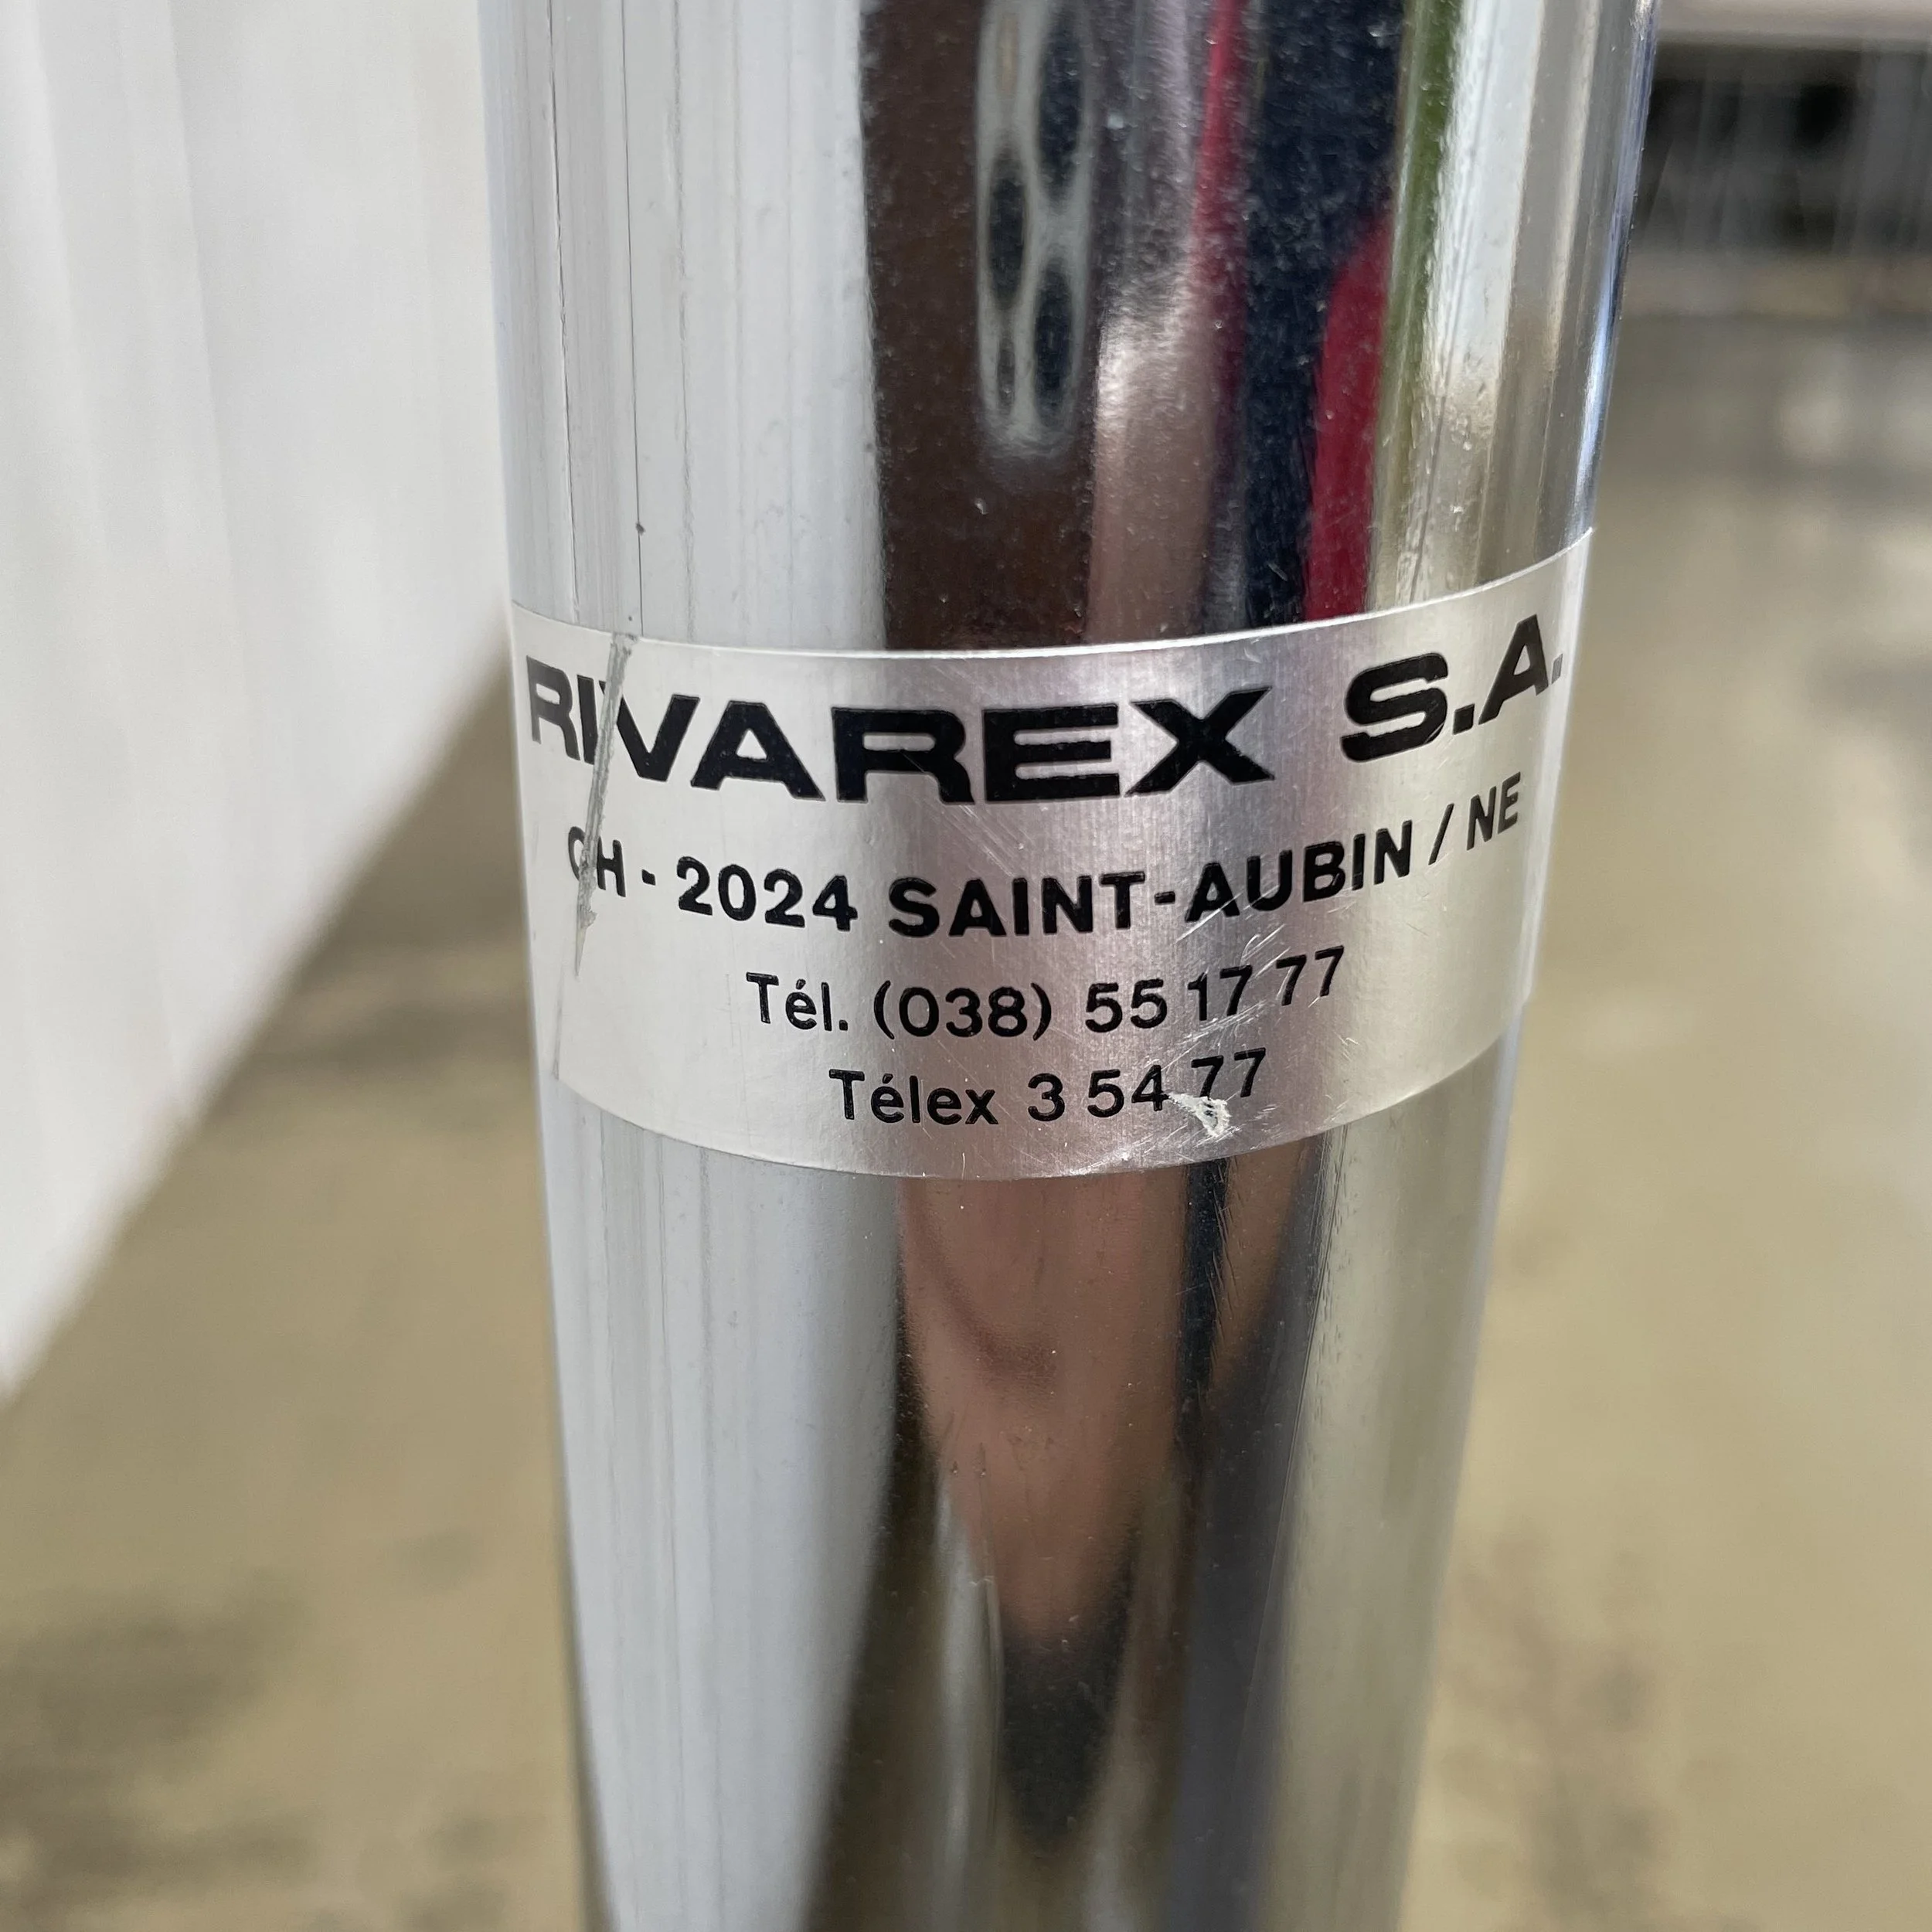 RIVAREX S.A.
CH - 2024 SAINT-AUBIN / NE
Tél. (038) 55 17 77
Télex 3 54 77